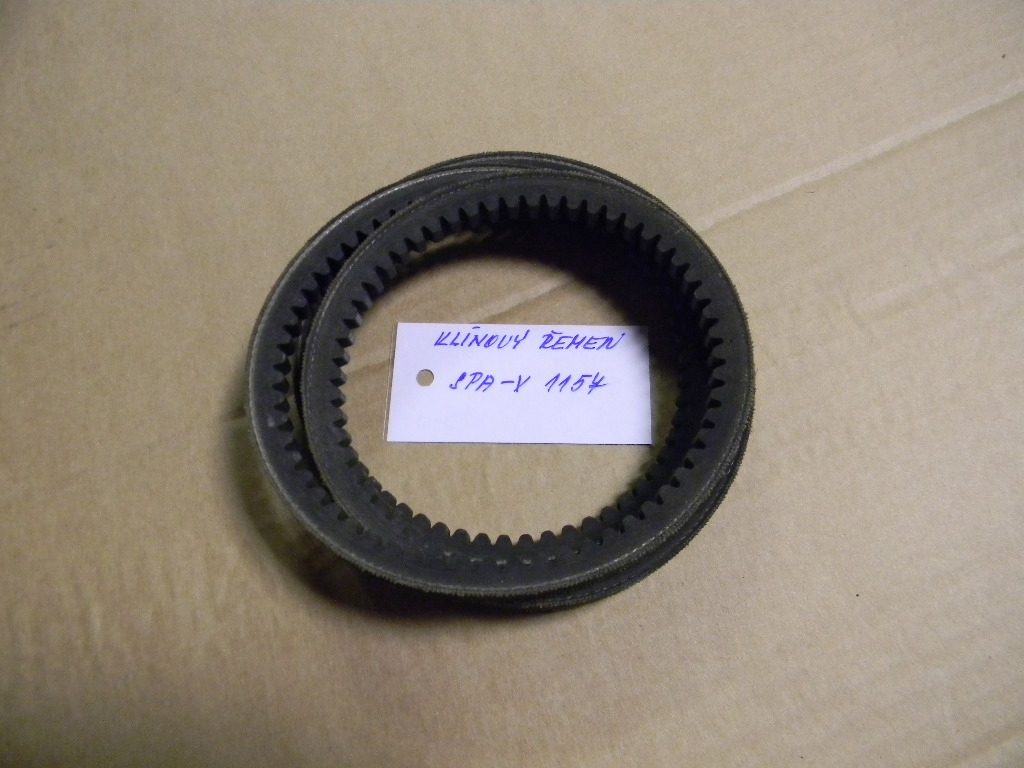 KLÍNOVÝ ŘEMEN
SPA-X 1157